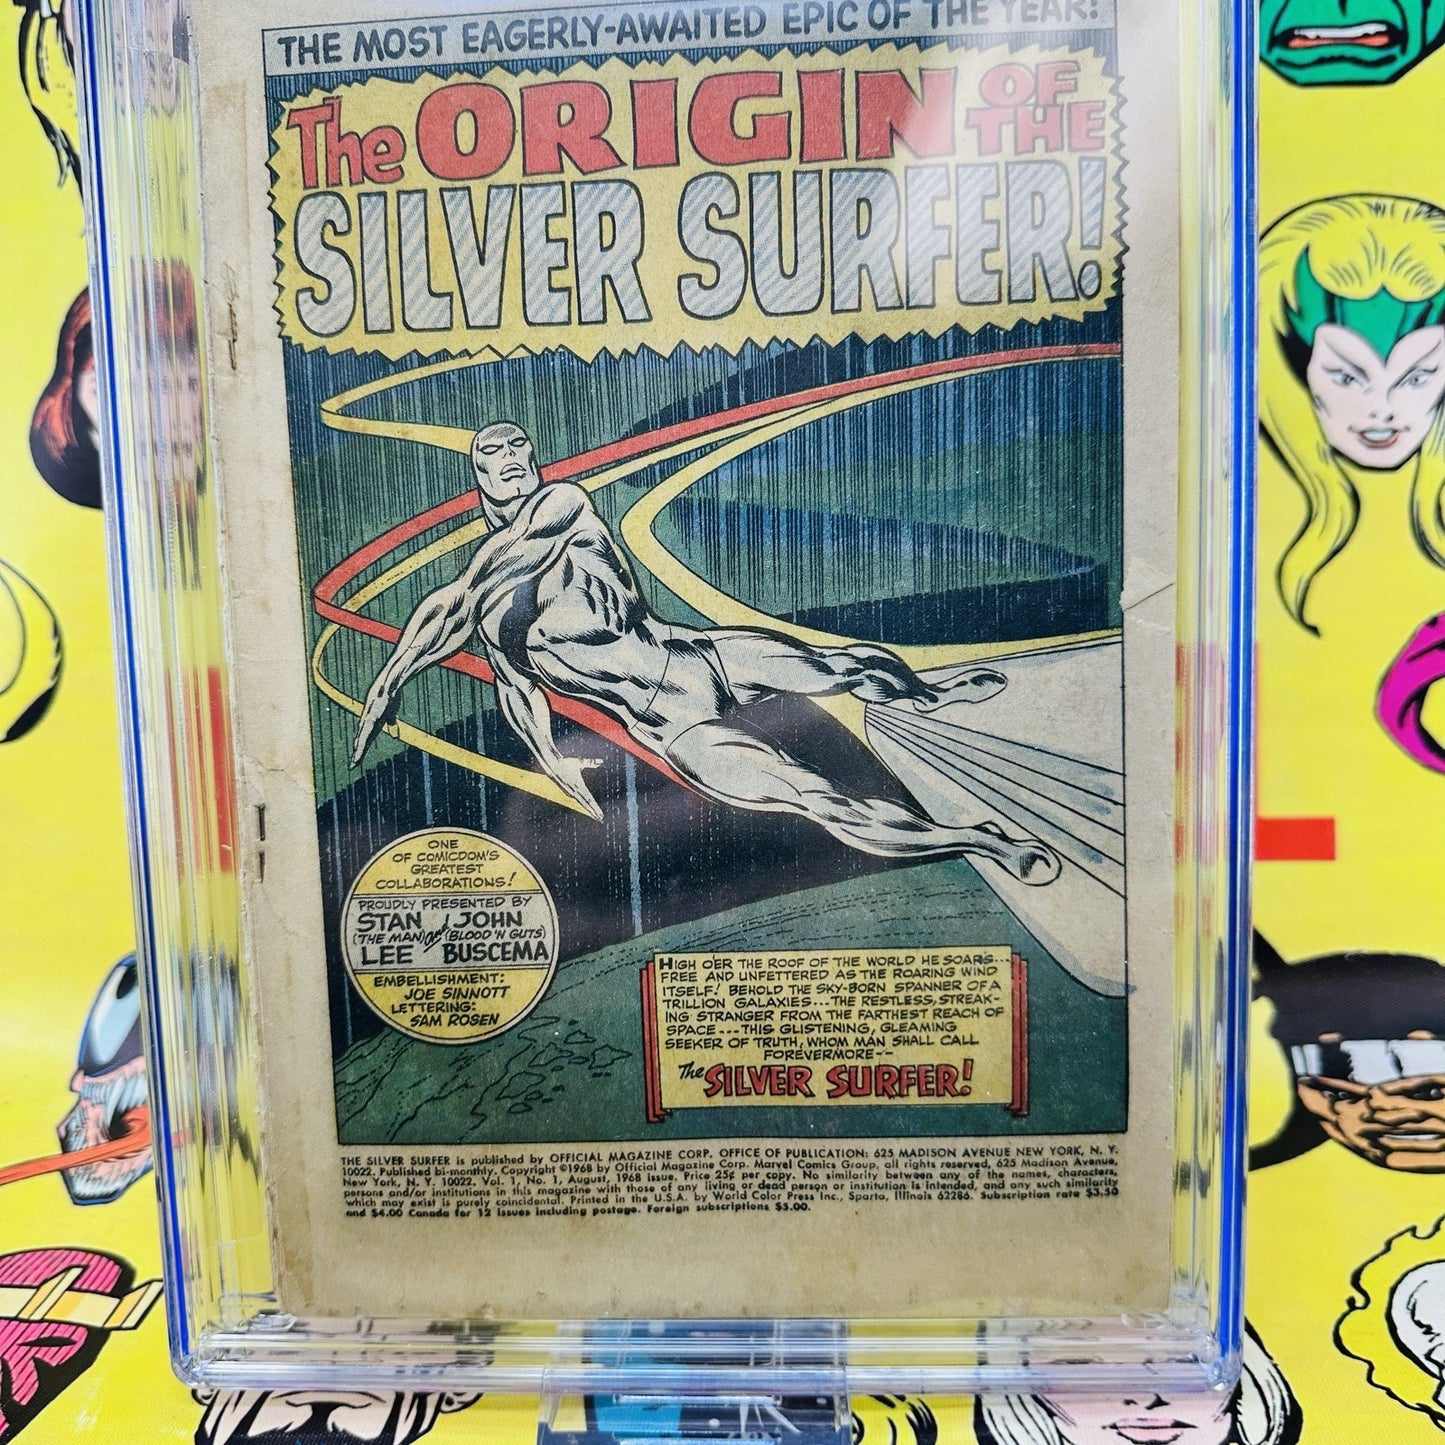 THE MOST EAGERLY-AWAITED EPIC OF THE YEAR!
The ORIGIN OF THE
SILVER SURFER!
ONE
OF COMICDOM'S
GREATEST
COLLABORATIONS!
PROUDLY PRESENTED BY
STAN and JOHN
(THE MAN) (BLOOD 'N GUTS)
LEE BUSCEMA
EMBELLISHMENT:
JOE SINNOTT
LETTERING:
SAM ROSEN
HIGH O'ER THE ROOF OF THE WORLD HE SOARS...
FREE AND UNFETTERED AS THE ROARING WIND
ITSELF! BEHOLD THE SKY-BORN SPANNER OF A
TRILLION GALAXIES... THE RESTLESS, STREAK-
ING STRANGER FROM THE FARTHEST REACH OF
SPACE---THIS GLISTENING, GLEAMING
SEEKER OF TRUTH, WHOM MAN SHALL CALL
FOREVERMORE--
The SILVER SURFER!
THE SILVER SURFER is published by OFFICIAL MAGAZINE CORP. OFFICE OF PUBLICATION: 625 MADISON AVENUE NEW YORK, N. Y.
10022. Published bi-monthly. Copyright ©1968 by Official Magazine Corp. Marvel Comics Group, all rights reserved, 625 Madison Avenue,
New York, N. Y. 10022. Vol. 1, No. 1, August, 1968 issue. Price 25¢ per copy. No similarity between any of the names, characters,
persons and/or institutions in this magazine with those of any living or dead person or institution is intended, and any such similarity
which may exist is purely coincidental. Printed in the U.S.A. by World Color Press Inc., Sparta, Illinois 62286. Subscription rate $3.50
and $4.00 Canada for 12 issues including postage. Foreign subscriptions $5.00.